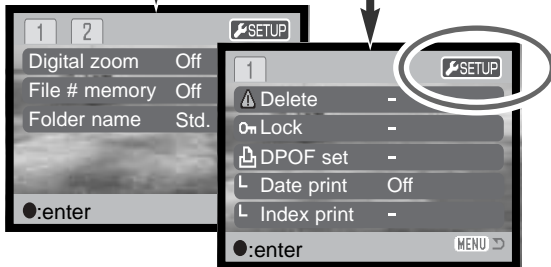 1 2 SETUP
Digital zoom Off
File # memory Off
Folder name Std.
:enter
1 SETUP
Delete –
Lock –
DPOF set –
Date print Off
Index print –
:enter MENU